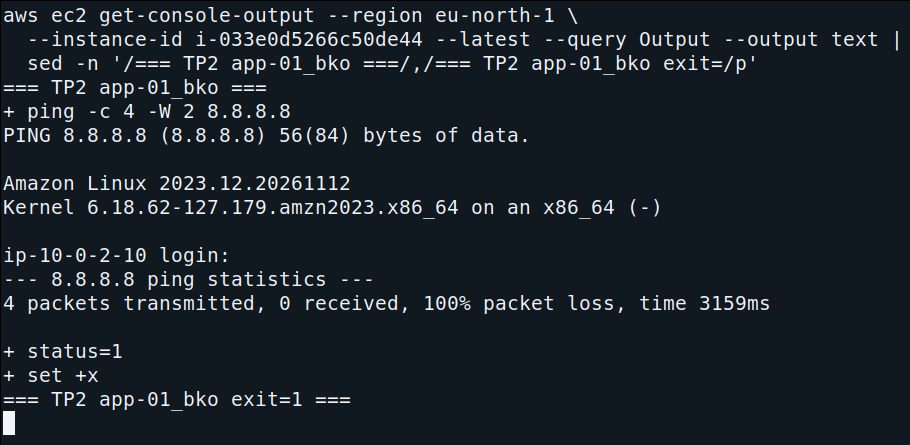 aws ec2 get-console-output --region eu-north-1 \
--instance-id i-033e0d5266c50de44 --latest --query Output --output text |
sed -n '/=== TP2 app-01_bko ===/,/=== TP2 app-01_bko exit=/p'
=== TP2 app-01_bko ===
+ ping -c 4 -W 2 8.8.8.8
PING 8.8.8.8 (8.8.8.8) 56(84) bytes of data.
Amazon Linux 2023.12.20261112
Kernel 6.18.62-127.179.amzn2023.x86_64 on an x86_64 (-)
ip-10-0-2-10 login:
--- 8.8.8.8 ping statistics ---
4 packets transmitted, 0 received, 100% packet loss, time 3159ms
+ status=1
+ set +x
=== TP2 app-01_bko exit=1 ===